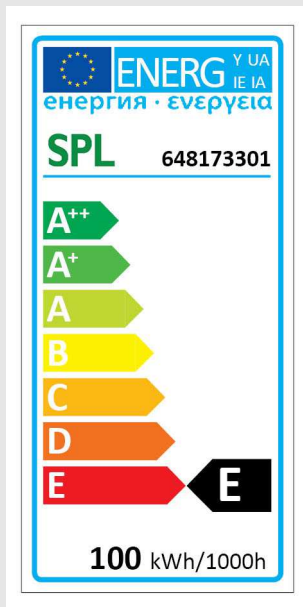 ENERG Y UA
IE IA
енергия · ενεργεια
SPL 648173301
A++
A+
A
B
C
D
E E
100 kWh/1000h